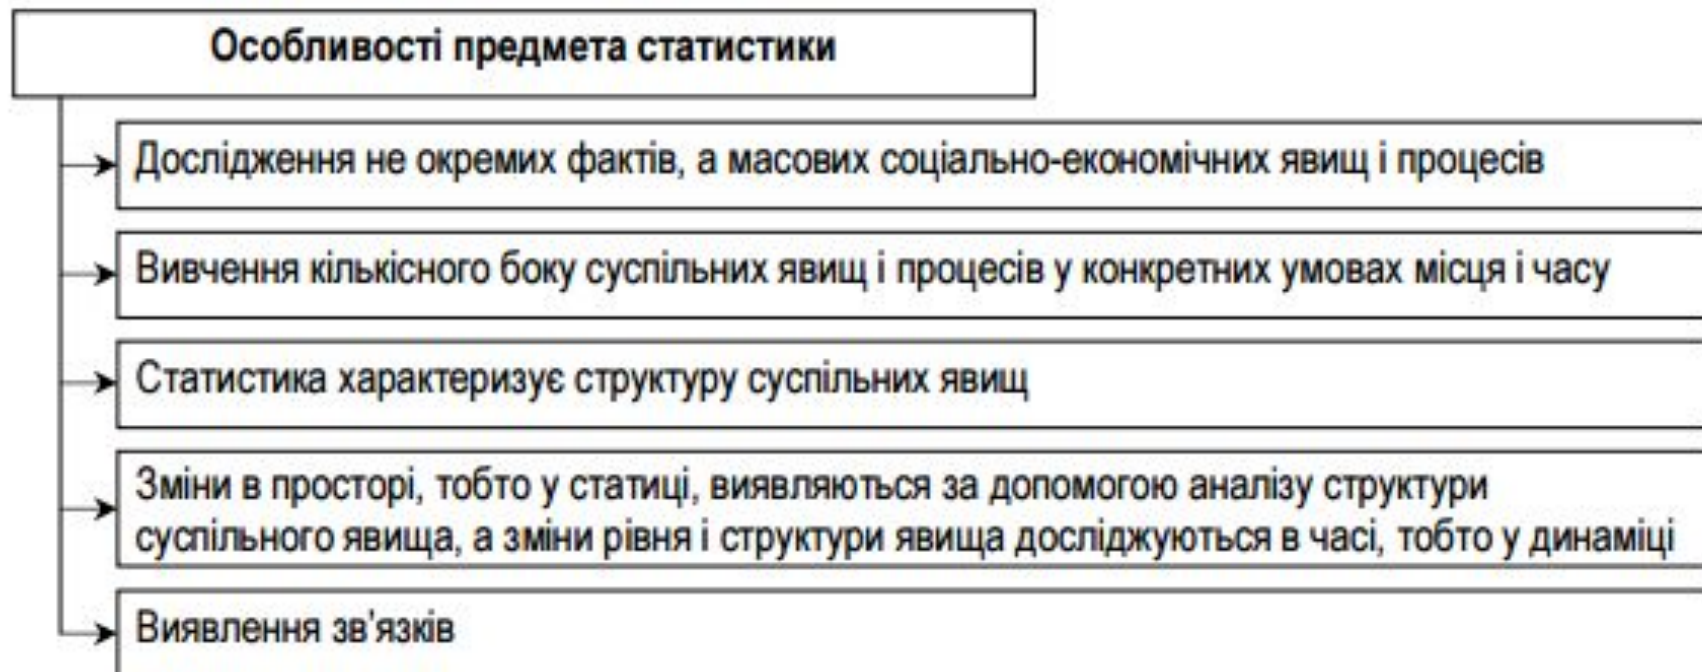 Особливості предмета статистики
Дослідження не окремих фактів, а масових соціально-економічних явищ і процесів
Вивчення кількісного боку суспільних явищ і процесів у конкретних умовах місця і часу
Статистика характеризує структуру суспільних явищ
Зміни в просторі, тобто у статиці, виявляються за допомогою аналізу структури
суспільного явища, а зміни рівня і структури явища досліджуються в часі, тобто у динаміці
Виявлення зв'язків